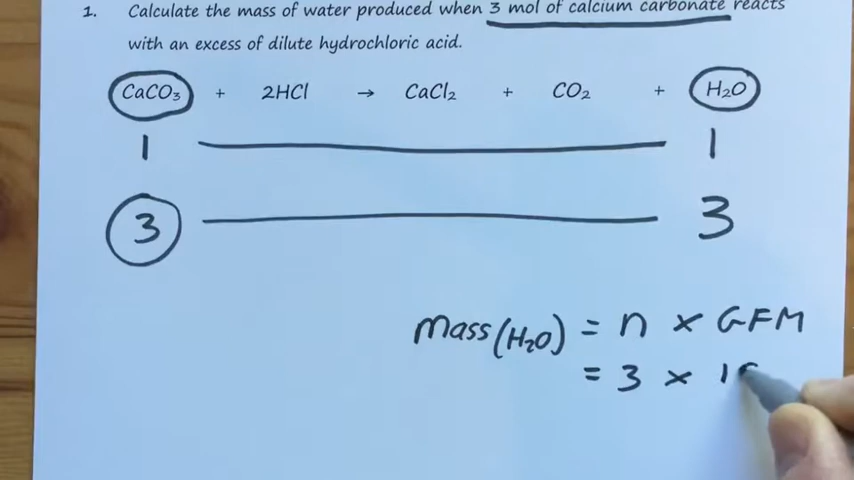 1. Calculate the mass of water produced when 3 mol of calcium carbonate reacts
with an excess of dilute hydrochloric acid.
CaCO₃ + 2HCl → CaCl₂ + CO₂ + H₂O
1 1
3 3
Mass (H₂O) = n × GFM
= 3 ×